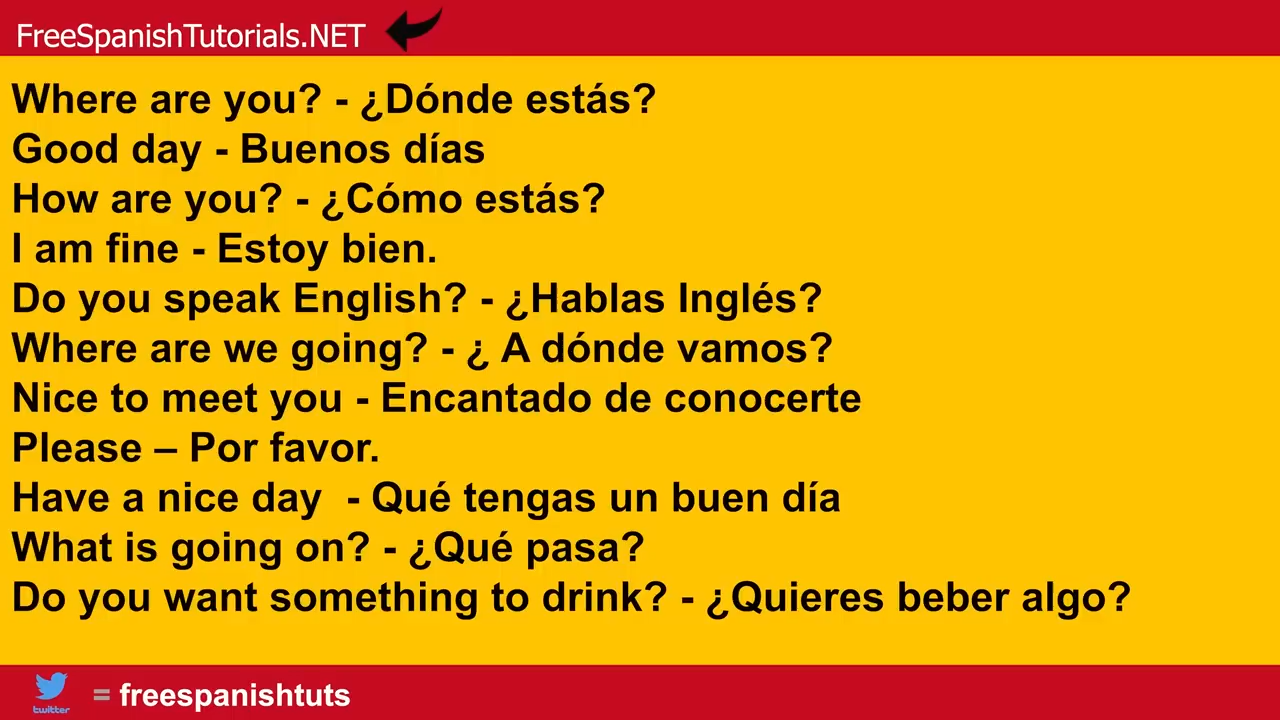 FreeSpanishTutorials.NET
Where are you? - ¿Dónde estás?
Good day - Buenos días
How are you? - ¿Cómo estás?
I am fine - Estoy bien.
Do you speak English? - ¿Hablas Inglés?
Where are we going? - ¿ A dónde vamos?
Nice to meet you - Encantado de conocerte
Please – Por favor.
Have a nice day  - Qué tengas un buen día
What is going on? - ¿Qué pasa?
Do you want something to drink? - ¿Quieres beber algo?
twitter = freespanishtuts